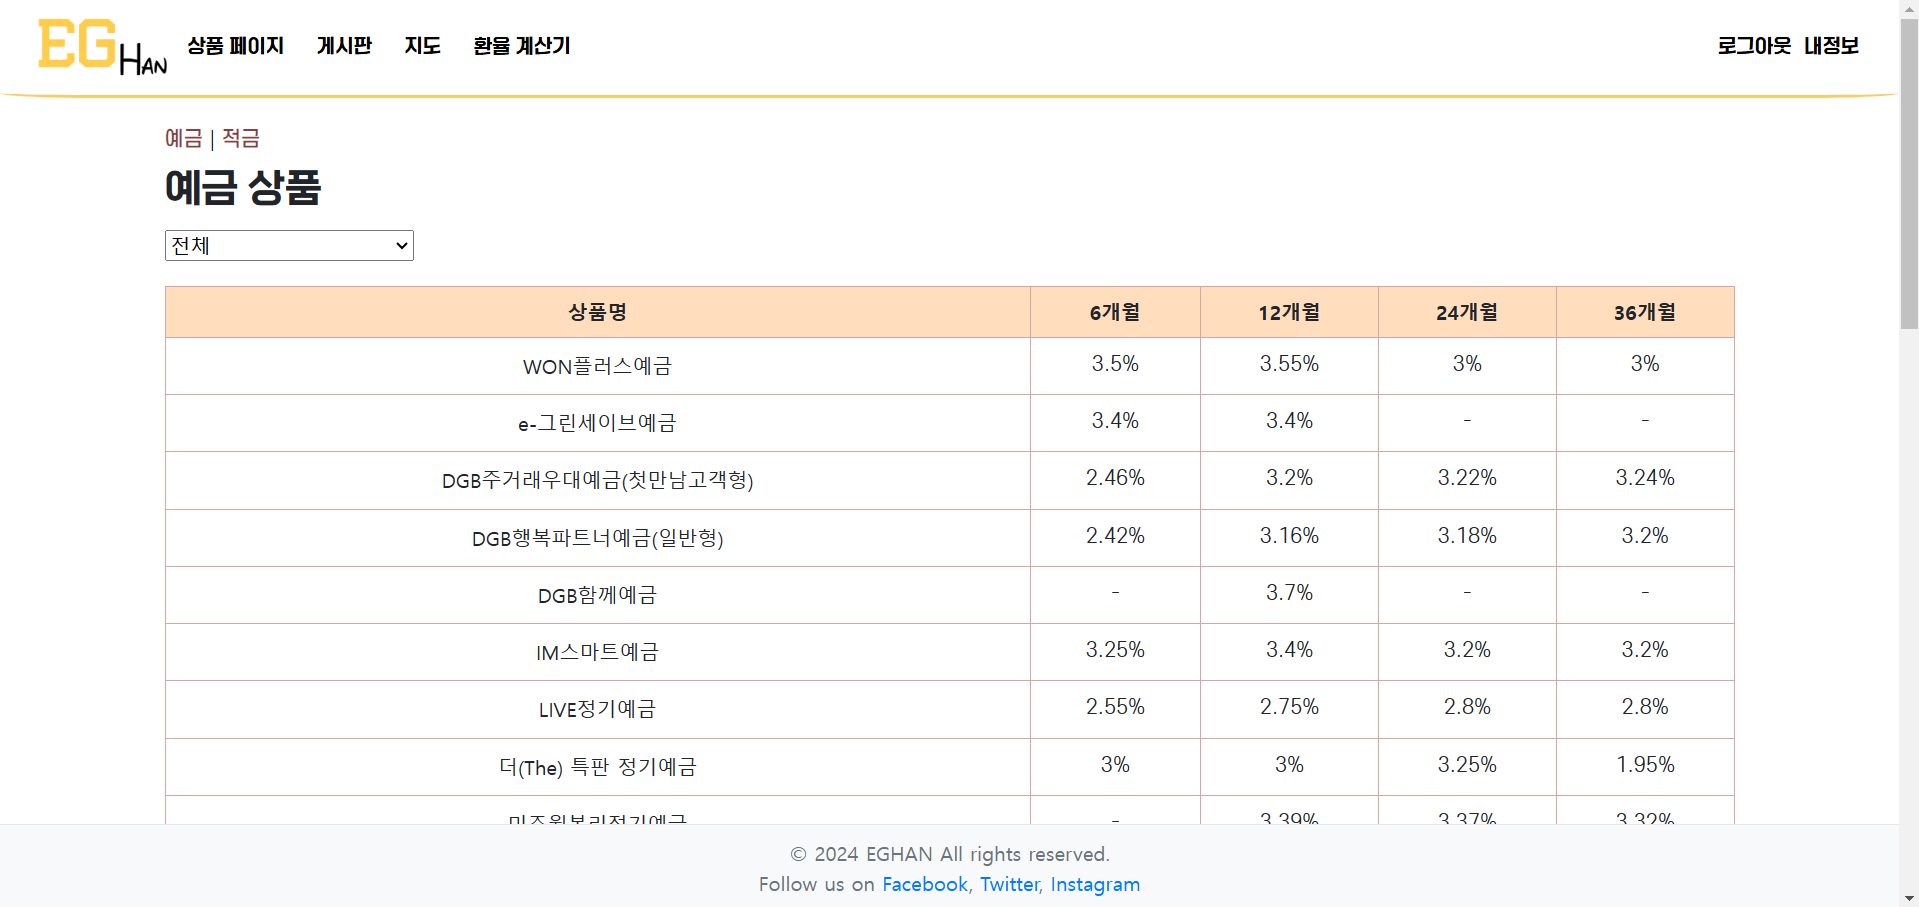 EG HAN 상품 페이지 게시판 지도 환율 계산기 로그아웃 내정보
예금 | 적금
예금 상품
전체
상품명 6개월 12개월 24개월 36개월
WON플러스예금 3.5% 3.55% 3% 3%
e-그린세이브예금 3.4% 3.4% - -
DGB주거래우대예금(첫만남고객형) 2.46% 3.2% 3.22% 3.24%
DGB행복파트너예금(일반형) 2.42% 3.16% 3.18% 3.2%
DGB함께예금 - 3.7% - -
IM스마트예금 3.25% 3.4% 3.2% 3.2%
LIVE정기예금 2.55% 2.75% 2.8% 2.8%
더(The) 특판 정기예금 3% 3% 3.25% 1.95%
- 3.39% 3.37% 3.32%
© 2024 EGHAN All rights reserved.
Follow us on Facebook, Twitter, Instagram